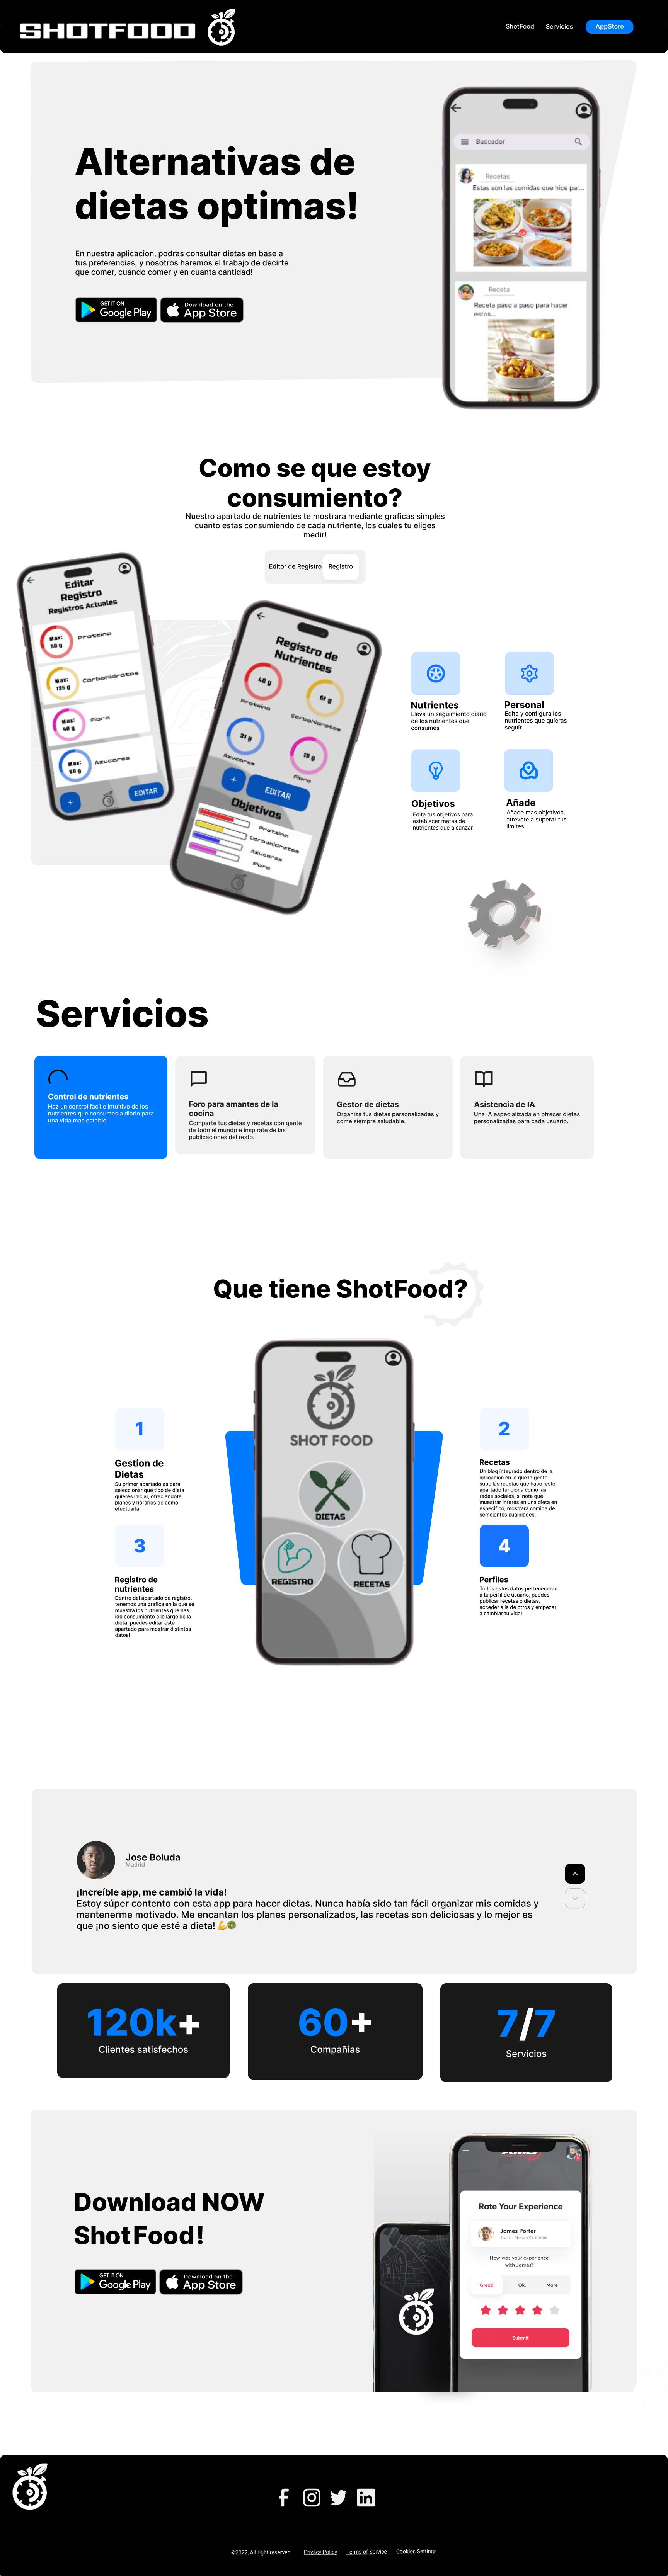 SHOTFOOD
ShotFood
Servicios
AppStore
Alternativas de
dietas optimas!
En nuestra aplicacion, podras consultar dietas en base a
tus preferencias, y nosotros haremos el trabajo de decirte
que comer, cuando comer y en cuanta cantidad!
GET IT ON
Google Play
Download on the
App Store
Buscador
Recetas
Estas son las comidas que hice par...
Receta
Receta paso a paso para hacer
estos...
Como se que estoy
consumiento?
Nuestro apartado de nutrientes te mostrara mediante graficas simples
cuanto estas consumiendo de cada nutriente, los cuales tu eliges
medir!
Editor de Registro
Registro
Editar
Registro
Registros Actuales
Max:
50 g
Proteina
Max:
135 g
Carbohidratos
Max:
40 g
Fibra
Max:
60 g
Azucares
+
EDITAR
Registro de
Nutrientes
40 g
Proteina
61 g
Carbohidratos
31 g
Azucares
19 g
Fibra
+
EDITAR
Objetivos
Proteina
Carbohidratos
Azucares
Fibra
Nutrientes
Lleva un seguimiento diario
de los nutrientes que
consumes
Personal
Edita y configura los
nutrientes que quieras
seguir
Objetivos
Edita tus objetivos para
establecer metas de
nutrientes que alcanzar
Añade
Añade mas objetivos,
atrevete a superar tus
limites!
Servicios
Control de nutrientes
Haz un control facil e intuitivo de los
nutrientes que consumes a diario para
una vida mas estable.
Foro para amantes de la
cocina
Comparte tus dietas y recetas con gente
de todo el mundo e inspirate de las
publicaciones del resto.
Gestor de dietas
Organiza tus dietas personalizadas y
come siempre saludable.
Asistencia de IA
Una IA especializada en ofrecer dietas
personalizadas para cada usuario.
Que tiene ShotFood?
1
Gestion de
Dietas
Su primer apartado es para
seleccionar que tipo de dieta
quieres iniciar, ofreciendote
planes y horarios de como
efectuarla!
3
Registro de
nutrientes
Dentro del apartado de registro,
tenemos una grafica en la que se
muestra los nutrientes que has
ido consumiento a lo largo de la
dieta, puedes editar este
apartado para mostrar distintos
datos!
SHOT FOOD
DIETAS
REGISTRO
RECETAS
2
Recetas
Un blog integrado dentro de la
aplicacion en la que la gente
sube las recetas que hace, este
apartado funciona como las
redes sociales, si nota que
muestrar interes en una dieta en
especifico, mostrara comida de
semejantes cualidades.
4
Perfiles
Todos estos datos perteneceran
a tu perfil de usuario, puedes
publicar recetas o dietas,
acceder a la de otros y empezar
a cambiar tu vida!
Jose Boluda
Madrid
¡Increíble app, me cambió la vida!
Estoy súper contento con esta app para hacer dietas. Nunca había sido tan fácil organizar mis comidas y
mantenerme motivado. Me encantan los planes personalizados, las recetas son deliciosas y lo mejor es
que ¡no siento que esté a dieta! 💪🥗
120k+
Clientes satisfechos
60+
Compañias
7/7
Servicios
Download NOW
ShotFood!
GET IT ON
Google Play
Download on the
App Store
Rate Your Experience
James Porter
How was your experience
with James?
Great!
Ok.
More
Submit
©2022, All right reserved.
Privacy Policy
Terms of Service
Cookies Settings